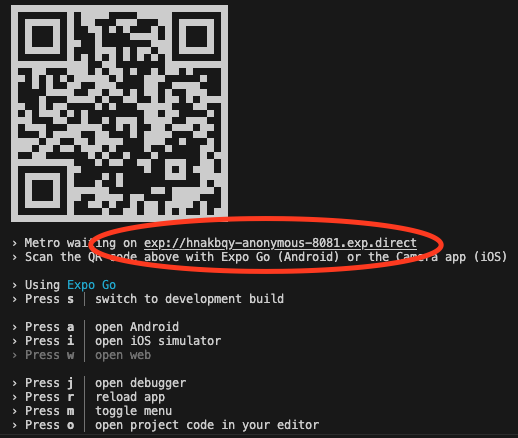 › Metro waiting on exp://hnakbqy-anonymous-8081.exp.direct
› Scan the QR code above with Expo Go (Android) or the Camera app (iOS)
› Using Expo Go
› Press s │ switch to development build
› Press a │ open Android
› Press i │ open iOS simulator
› Press w │ open web
› Press j │ open debugger
› Press r │ reload app
› Press m │ toggle menu
› Press o │ open project code in your editor